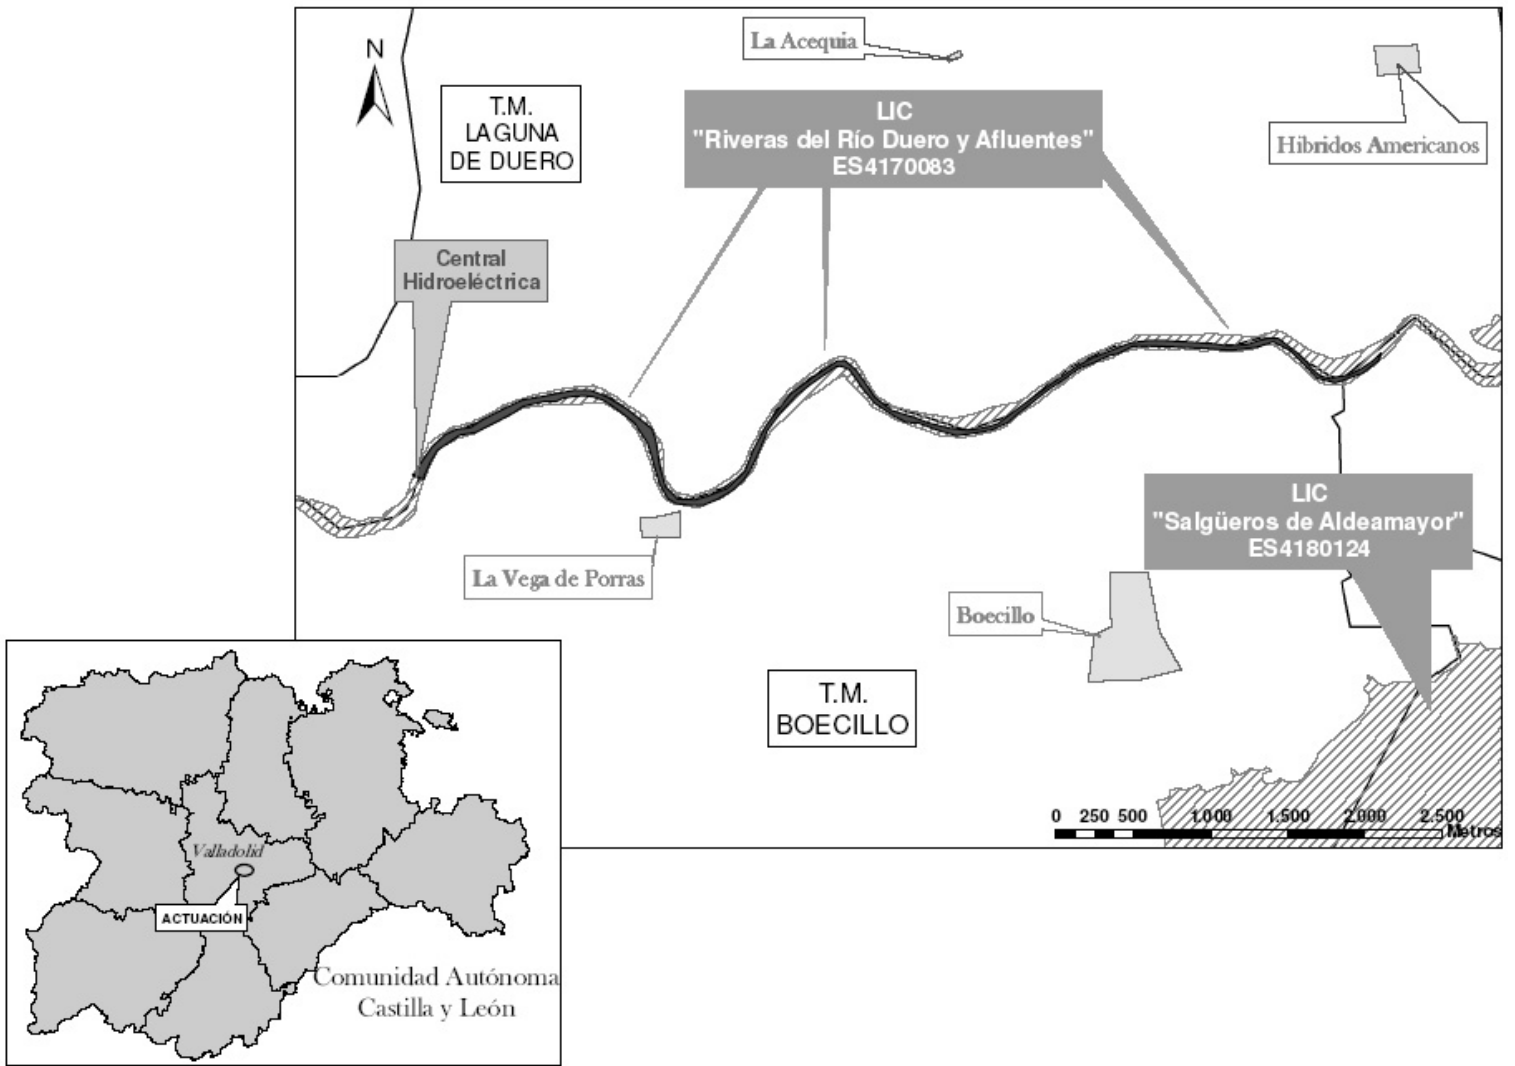 La Acequia
N
T.M.
LAGUNA
DE DUERO
LIC
"Riveras del Río Duero y Afluentes"
ES4170083
Hibridos Americanos
Central
Hidroeléctrica
LIC
"Salgüeros de Aldeamayor"
ES4180124
La Vega de Porras
Boecillo
T.M.
BOECILLO
0 250 500 1.000 1.500 2.000 2.500
Metros
Valladolid
ACTUACIÓN
Comunidad Autónoma
Castilla y León